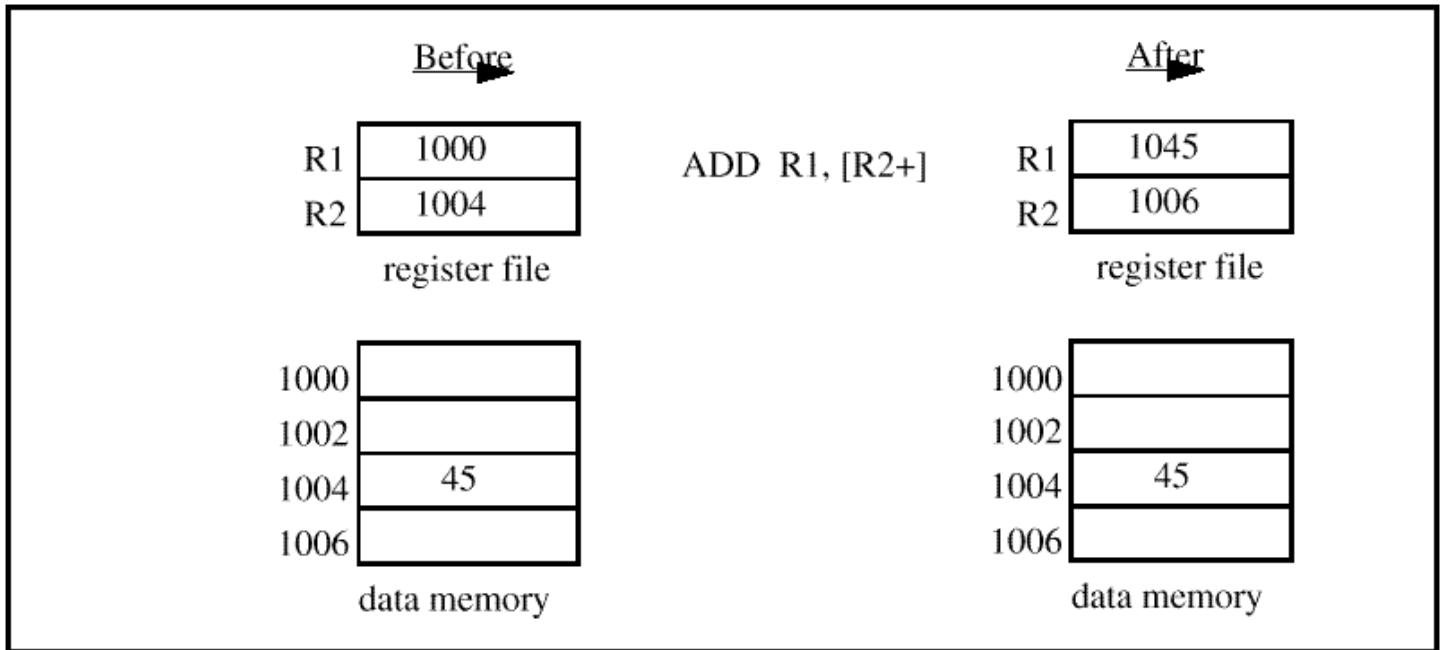 Before
After
R1 1000
R2 1004
register file
ADD R1, [R2+]
R1 1045
R2 1006
register file
1000
1002
1004 45
1006
data memory
1000
1002
1004 45
1006
data memory